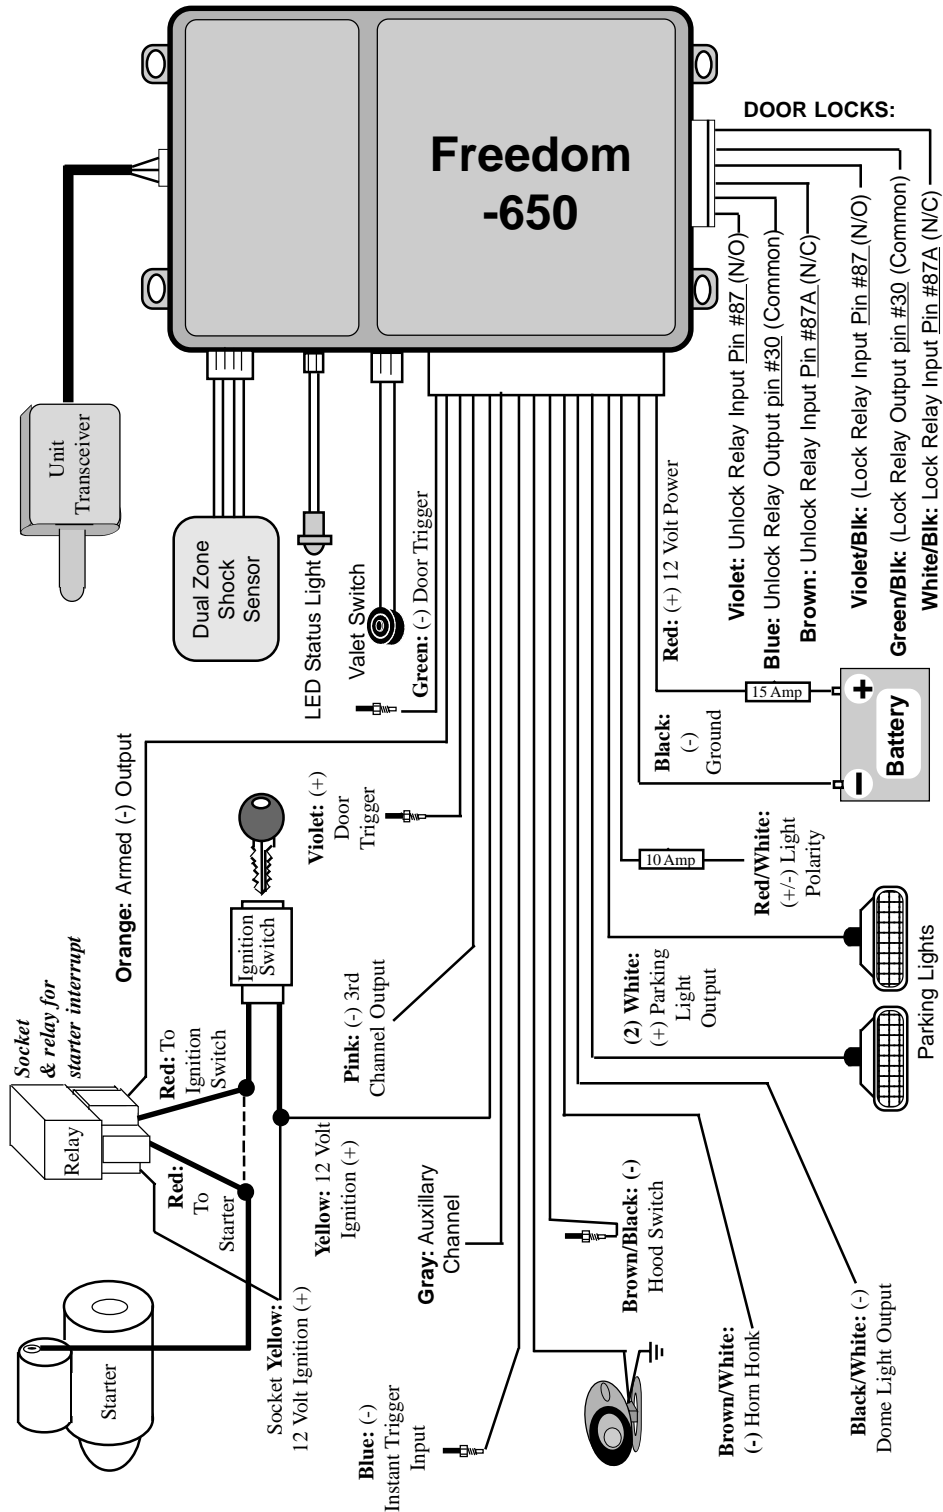 Freedom
-650
DOOR LOCKS:
Violet: Unlock Relay Input Pin #87 (N/O)
Blue: Unlock Relay Output pin #30 (Common)
Brown: Unlock Relay Input Pin #87A (N/C)
Violet/Blk: (Lock Relay Input Pin #87 (N/O)
Green/Blk: (Lock Relay Output pin #30 (Common)
White/Blk: Lock Relay Input Pin #87A (N/C)
Unit
Transceiver
Dual Zone
Shock
Sensor
LED Status Light
Valet Switch
Green: (-) Door Trigger
Red: (+) 12 Volt Power
15 Amp
Black:
(-)
Ground
Battery
Orange: Armed (-) Output
Violet: (+)
Door
Trigger
Ignition
Switch
10 Amp
Red/White:
(+/-) Light
Polarity
Socket
& relay for
starter interrupt
Relay
Red: To
Ignition
Switch
Red:
To
Starter
Pink: (-) 3rd
Channel Output
(2) White:
(+) Parking
Light
Output
Parking Lights
Yellow: 12 Volt
Ignition (+)
Gray: Auxillary
Channel
Brown/Black: (-)
Hood Switch
Starter
Socket Yellow:
12 Volt Ignition (+)
Blue: (-)
Instant Trigger
Input
Brown/White:
(-) Horn Honk
Black/White: (-)
Dome Light Output